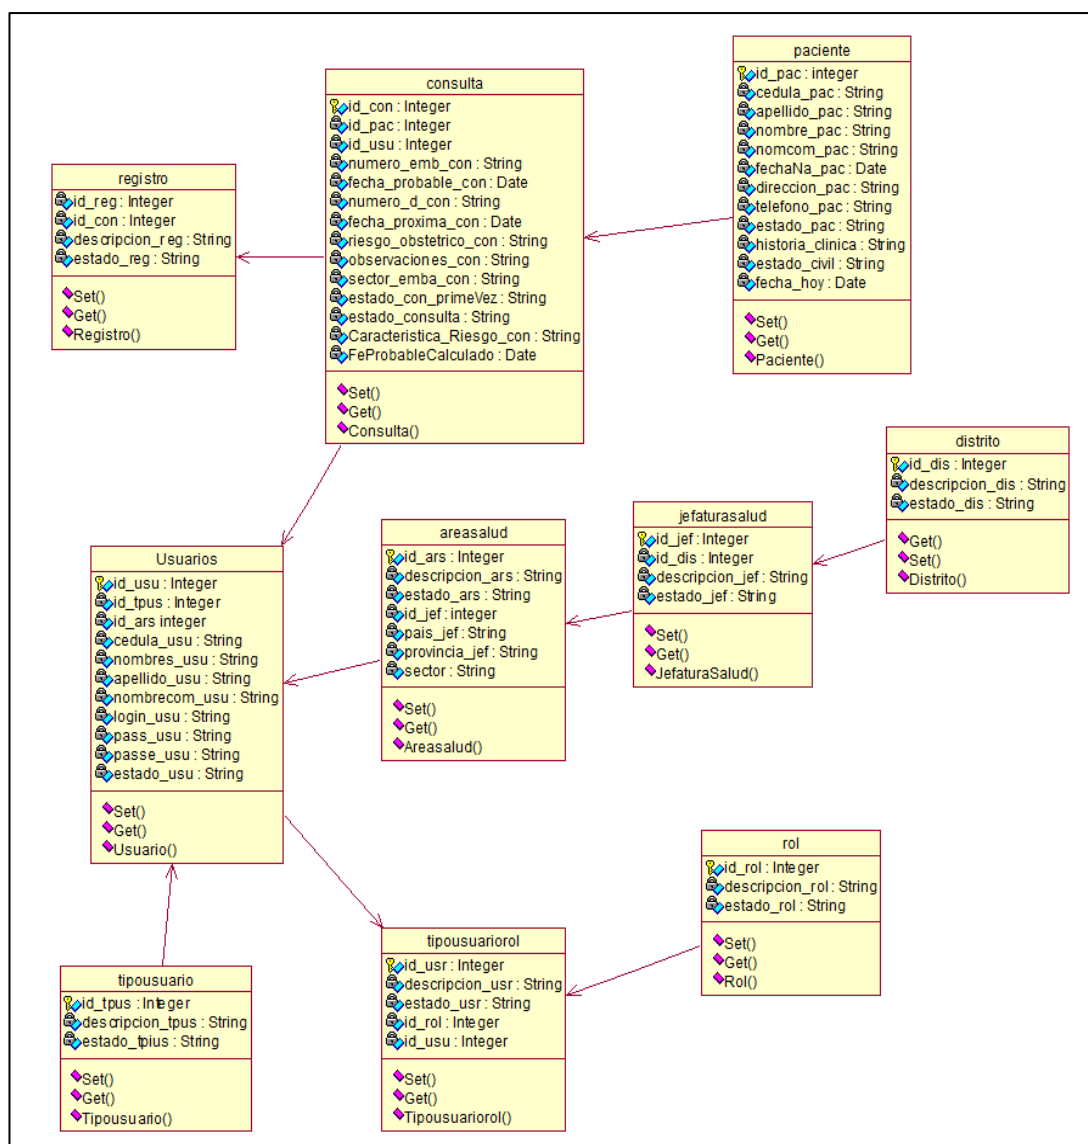 paciente
id_pac : integer
cedula_pac : String
apellido_pac : String
nombre_pac : String
nomcom_pac : String
fechaNa_pac : Date
direccion_pac : String
telefono_pac : String
estado_pac : String
historia_clinica : String
estado_civil : String
fecha_hoy : Date
Set()
Get()
Paciente()
consulta
id_con : Integer
id_pac : Integer
id_usu : Integer
numero_emb_con : String
fecha_probable_con : Date
numero_d_con : String
fecha_proxima_con : Date
riesgo_obstetrico_con : String
observaciones_con : String
sector_emba_con : String
estado_con_primeVez : String
estado_consulta : String
Caracteristica_Riesgo_con : String
FeProbableCalculado : Date
Set()
Get()
Consulta()
registro
id_reg : Integer
id_con : Integer
descripcion_reg : String
estado_reg : String
Set()
Get()
Registro()
distrito
id_dis : Integer
descripcion_dis : String
estado_dis : String
Get()
Set()
Distrito()
jefaturasalud
id_jef : Integer
id_dis : Integer
descripcion_jef : String
estado_jef : String
Set()
Get()
JefaturaSalud()
areasalud
id_ars : Integer
descripcion_ars : String
estado_ars : String
id_jef : integer
pais_jef : String
provincia_jef : String
sector : String
Set()
Get()
Areasalud()
Usuarios
id_usu : Integer
id_tpus : Integer
id_ars integer
cedula_usu : String
nombres_usu : String
apellido_usu : String
nombrecom_usu : String
login_usu : String
pass_usu : String
passe_usu : String
estado_usu : String
Set()
Get()
Usuario()
rol
id_rol : Integer
descripcion_rol : String
estado_rol : String
Set()
Get()
Rol()
tipousuariorol
id_usr : Integer
descripcion_usr : String
estado_usr : String
id_rol : Integer
id_usu : Integer
Set()
Get()
Tipousuariorol()
tipousuario
id_tpus : Integer
descripcion_tpus : String
estado_tpius : String
Set()
Get()
Tipousuario()